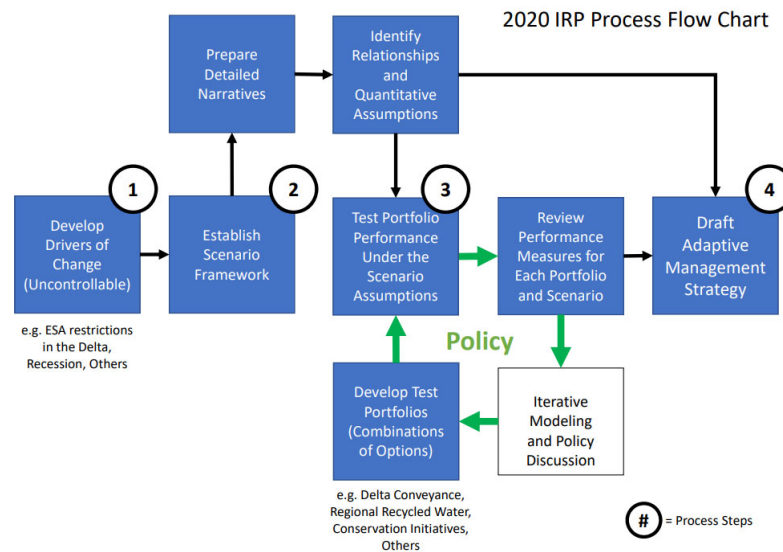 2020 IRP Process Flow Chart
Prepare
Detailed
Narratives
Identify
Relationships
and
Quantitative
Assumptions
1
Develop
Drivers of
Change
(Uncontrollable)
e.g. ESA restrictions
in the Delta,
Recession, Others
2
Establish
Scenario
Framework
3
Test Portfolio
Performance
Under the
Scenario
Assumptions
Review
Performance
Measures for
Each Portfolio
and Scenario
4
Draft
Adaptive
Management
Strategy
Policy
Develop Test
Portfolios
(Combinations
of Options)
e.g. Delta Conveyance,
Regional Recycled Water,
Conservation Initiatives,
Others
Iterative
Modeling
and Policy
Discussion
# = Process Steps